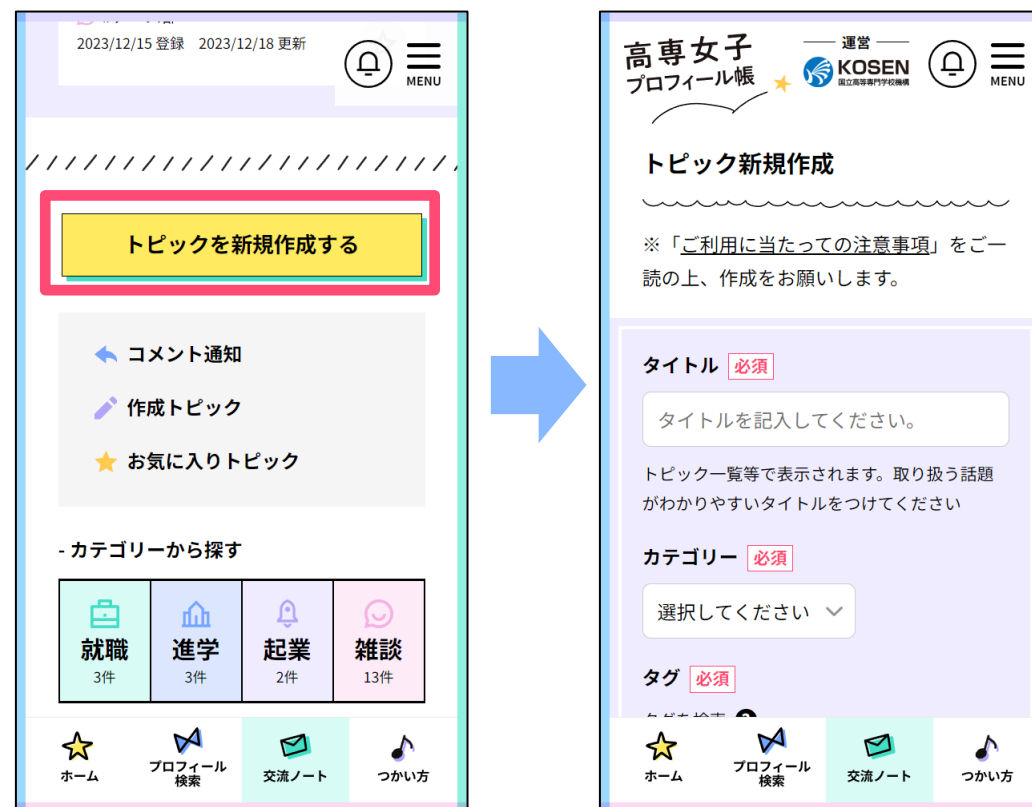 2023/12/15 登録 2023/12/18 更新
MENU
トピックを新規作成する
コメント通知
作成トピック
お気に入りトピック
- カテゴリーから探す
就職
3件
進学
3件
起業
2件
雑談
13件
ホーム
プロフィール
検索
交流ノート
つかい方
高専女子
プロフィール帳
運営
KOSEN
国立高等専門学校機構
MENU
トピック新規作成
※「ご利用に当たっての注意事項」をご一
読の上、作成をお願いします。
タイトル 必須
タイトルを記入してください。
トピック一覧等で表示されます。取り扱う話題
がわかりやすいタイトルをつけてください
カテゴリー 必須
選択してください
タグ 必須
ホーム
プロフィール
検索
交流ノート
つかい方